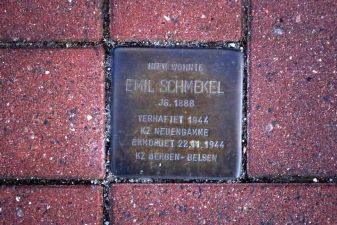 HIER WOHNTE
EMIL SCHMEKEL
JG. 1888
VERHAFTET 1944
KZ NEUENGAMME
ERMORDET 22.11.1944
KZ BERGEN-BELSEN